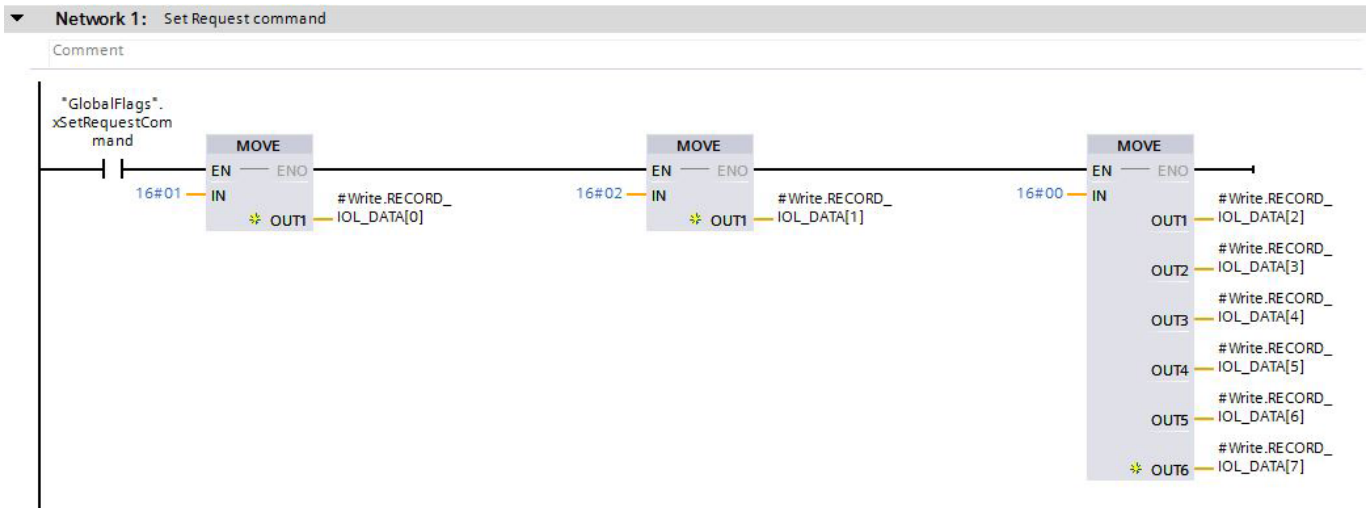 Network 1: Set Request command
Comment
"GlobalFlags".
xSetRequestCom
mand
MOVE
EN ENO
16#01 IN
OUT1
#Write.RECORD_
IOL_DATA[0]
MOVE
EN ENO
16#02 IN
OUT1
#Write.RECORD_
IOL_DATA[1]
MOVE
EN ENO
16#00 IN
OUT1
#Write.RECORD_
IOL_DATA[2]
OUT2
#Write.RECORD_
IOL_DATA[3]
OUT3
#Write.RECORD_
IOL_DATA[4]
OUT4
#Write.RECORD_
IOL_DATA[5]
OUT5
#Write.RECORD_
IOL_DATA[6]
OUT6
#Write.RECORD_
IOL_DATA[7]